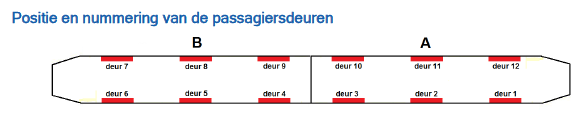 Positie en nummering van de passagiersdeuren
B A
deur 7 deur 8 deur 9 deur 10 deur 11 deur 12
deur 6 deur 5 deur 4 deur 3 deur 2 deur 1